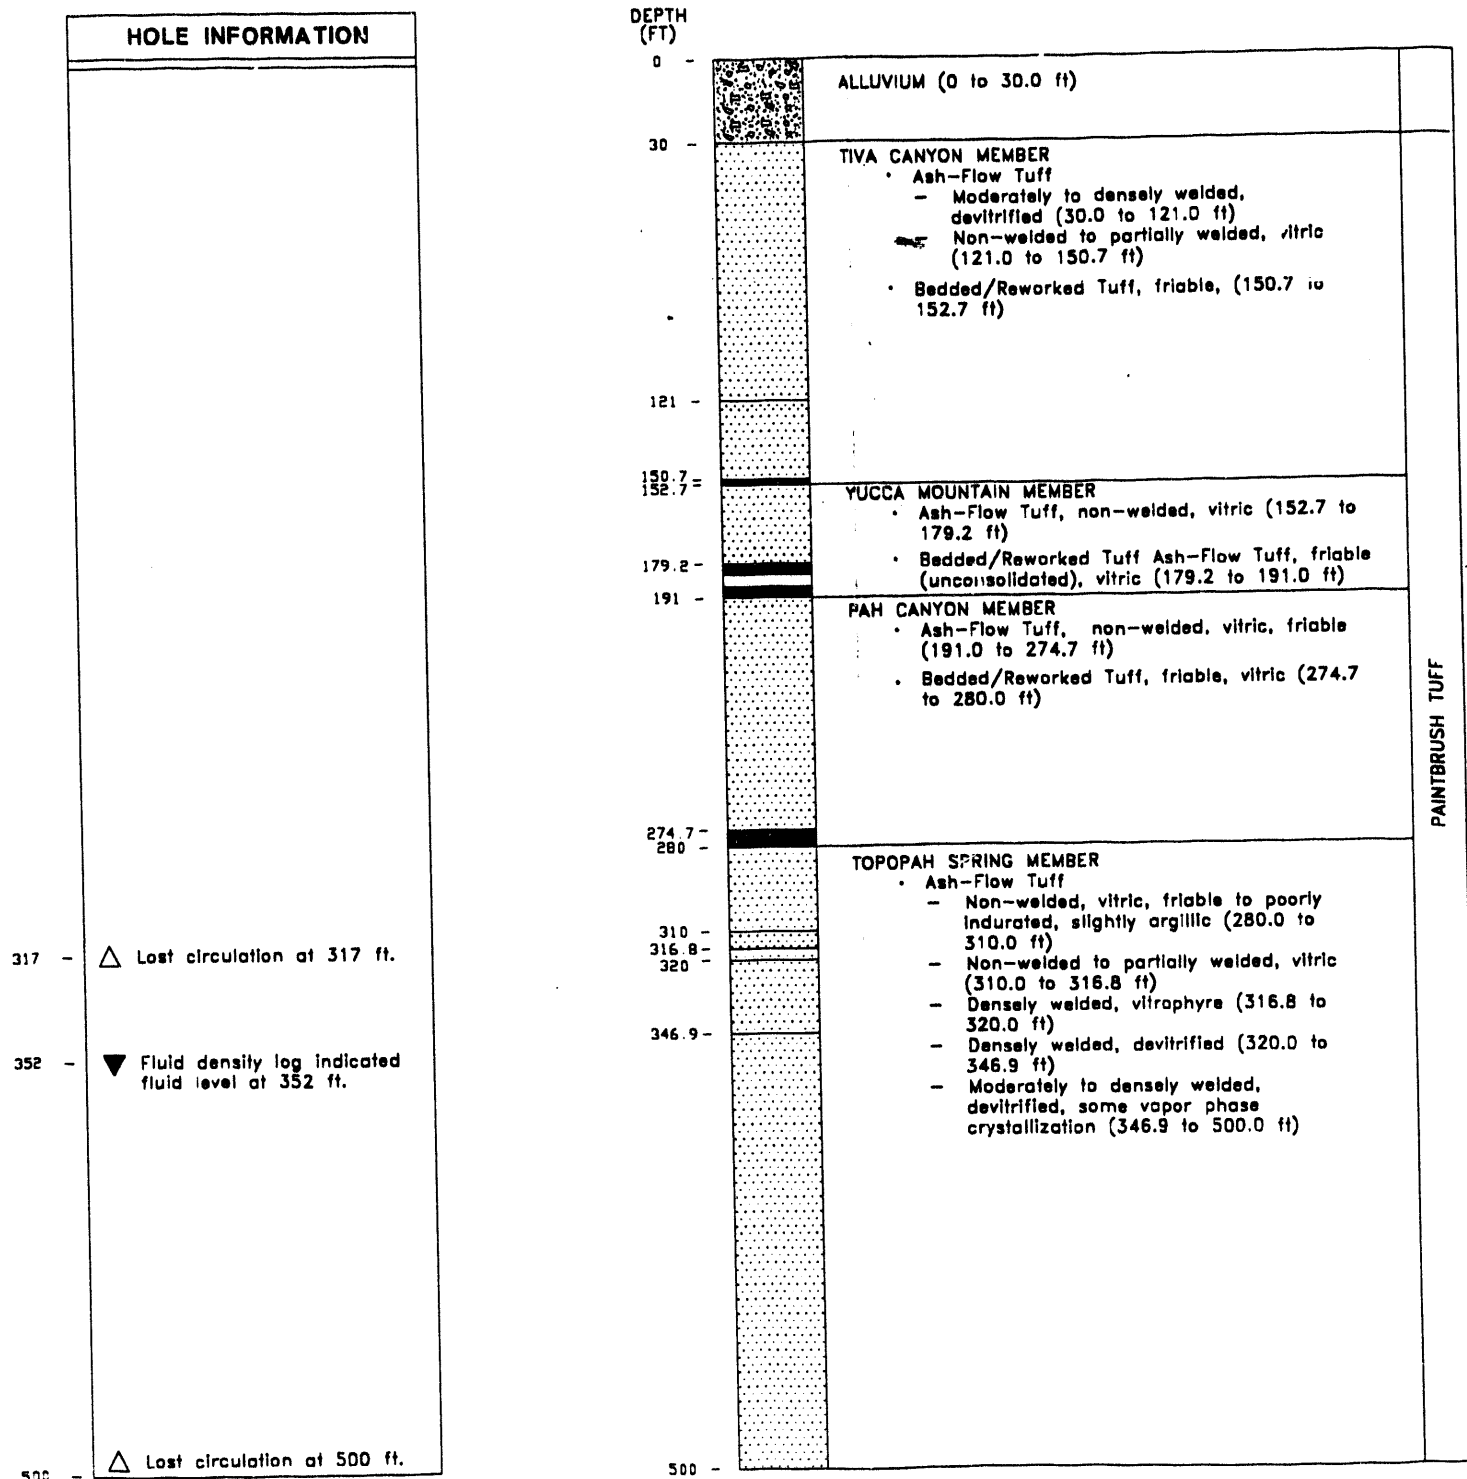 HOLE INFORMATION
317 -
△ Lost circulation at 317 ft.
352 -
▼ Fluid density log indicated
fluid level at 352 ft.
△ Lost circulation at 500 ft.
500 -
DEPTH
(FT)
0 -
30 -
121 -
150.7 -
152.7 -
179.2 -
191 -
274.7 -
280 -
310 -
316.8 -
320 -
346.9 -
500 -
ALLUVIUM (0 to 30.0 ft)
TIVA CANYON MEMBER
• Ash-Flow Tuff
- Moderately to densely welded,
devitrified (30.0 to 121.0 ft)
Non-welded to partially welded, vitric
(121.0 to 150.7 ft)
• Bedded/Reworked Tuff, friable, (150.7 to
152.7 ft)
YUCCA MOUNTAIN MEMBER
• Ash-Flow Tuff, non-welded, vitric (152.7 to
179.2 ft)
• Bedded/Reworked Tuff Ash-Flow Tuff, friable
(unconsolidated), vitric (179.2 to 191.0 ft)
PAH CANYON MEMBER
• Ash-Flow Tuff, non-welded, vitric, friable
(191.0 to 274.7 ft)
• Bedded/Reworked Tuff, friable, vitric (274.7
to 280.0 ft)
TOPOPAH SPRING MEMBER
• Ash-Flow Tuff
- Non-welded, vitric, friable to poorly
indurated, slightly argillic (280.0 to
310.0 ft)
- Non-welded to partially welded, vitric
(310.0 to 316.8 ft)
- Densely welded, vitrophyre (316.8 to
320.0 ft)
- Densely welded, devitrified (320.0 to
346.9 ft)
- Moderately to densely welded,
devitrified, some vapor phase
crystallization (346.9 to 500.0 ft)
PAINTBRUSH TUFF